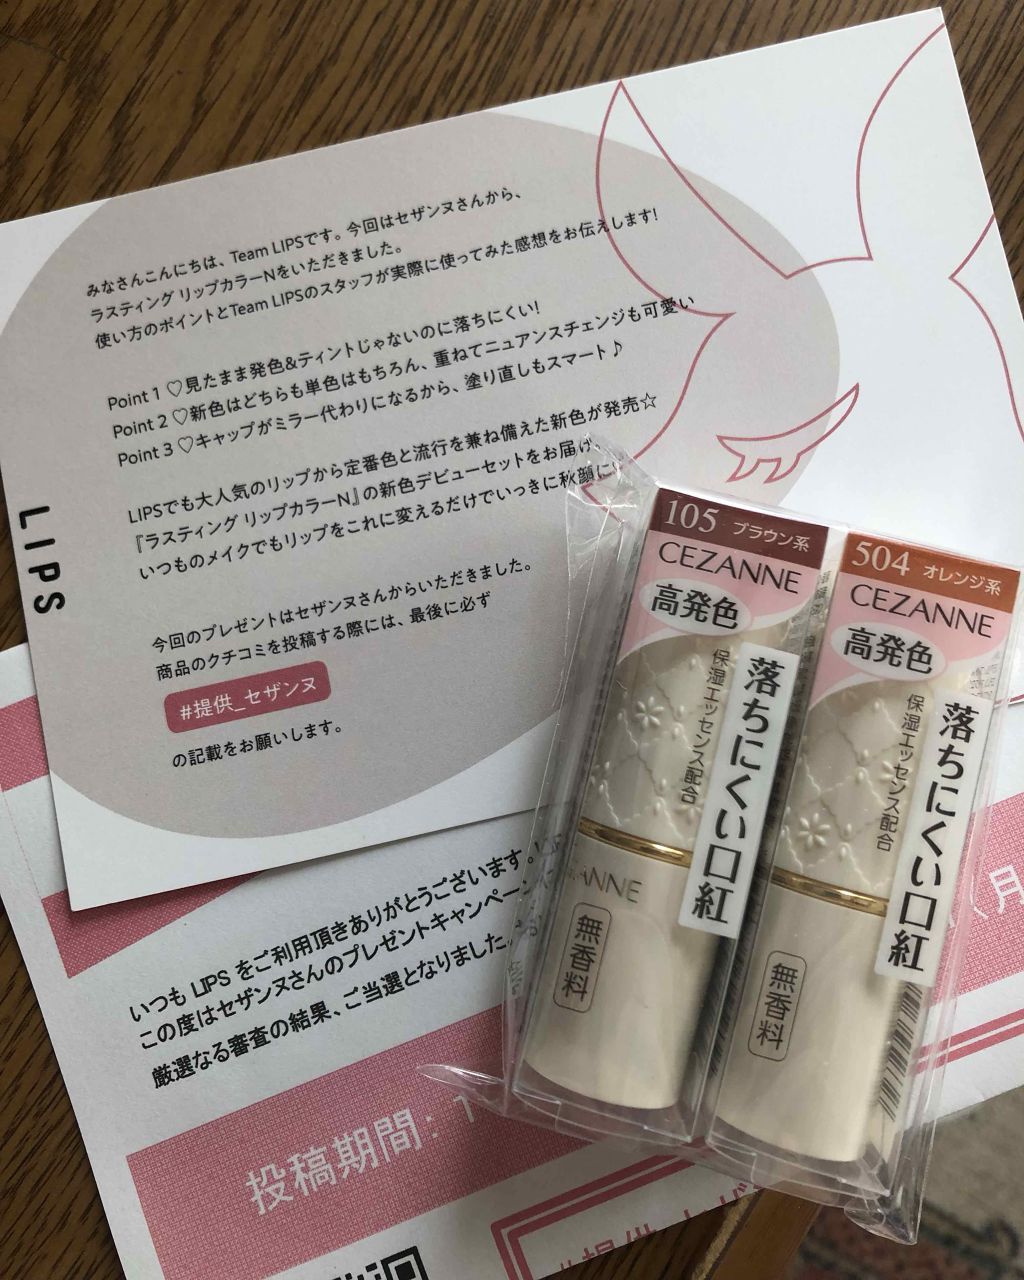 みなさんこんにちは、Team LIPSです。今回はセザンヌさんから、
ラスティング リップカラーNをいただきました。
使い方のポイントとTeam LIPSのスタッフが実際に使ってみた感想をお伝えします!
Point 1 ♡見たまま発色&ティントじゃないのに落ちにくい!
Point 2 ♡新色はどちらも単色はもちろん、重ねてニュアンスチェンジも可愛い
Point 3 ♡キャップがミラー代わりになるから、塗り直しもスマート♪
LIPSでも大人気のリップから定番色と流行を兼ね備えた新色が発売☆
『ラスティング リップカラーN』の新色デビューセットをお届け
いつものメイクでもリップをこれに変えるだけでいっきに秋顔に
今回のプレゼントはセザンヌさんからいただきました。
商品のクチコミを投稿する際には、最後に必ず
#提供_セザンヌ
の記載をお願いします。
LIPS
105 ブラウン系
CEZANNE
高発色
保湿エッセンス配合
落ちにくい口紅
無香料
504 オレンジ系
CEZANNE
高発色
保湿エッセンス配合
落ちにくい口紅
無香料
いつも LIPS をご利用頂きありがとうございます。
この度はセザンヌさんのプレゼントキャンペーン
厳選なる審査の結果、ご当選となりました。
投稿期間: 1